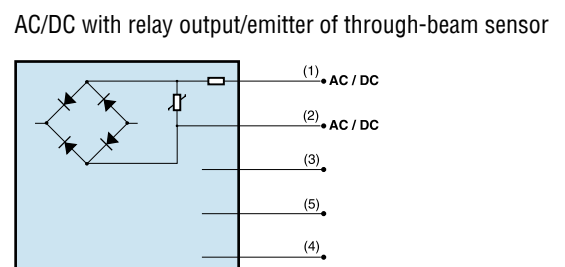 AC/DC with relay output/emitter of through-beam sensor
(1) AC / DC
(2) AC / DC
(3)
(5)
(4)